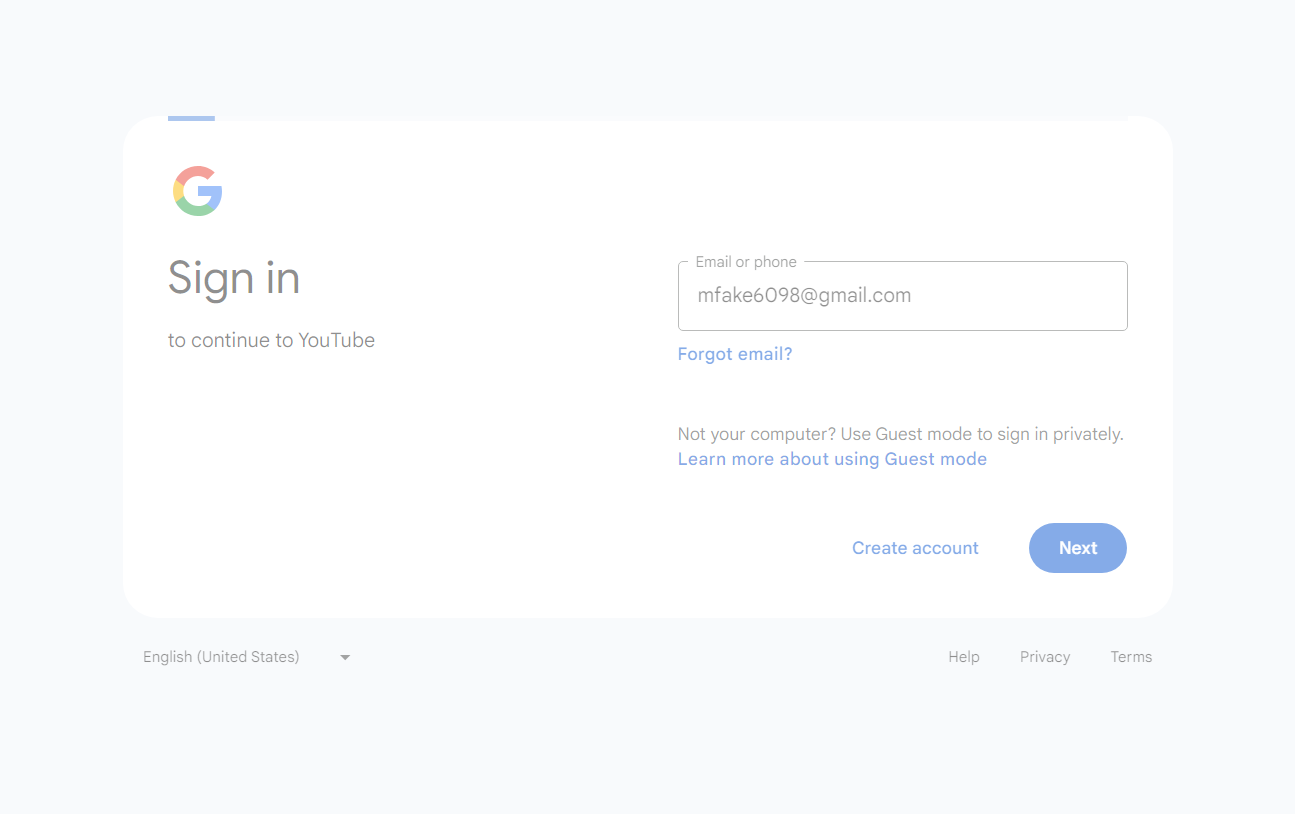 Sign in
to continue to YouTube
Email or phone
mfake6098@gmail.com
Forgot email?
Not your computer? Use Guest mode to sign in privately.
Learn more about using Guest mode
Create account
Next
English (United States)
Help
Privacy
Terms